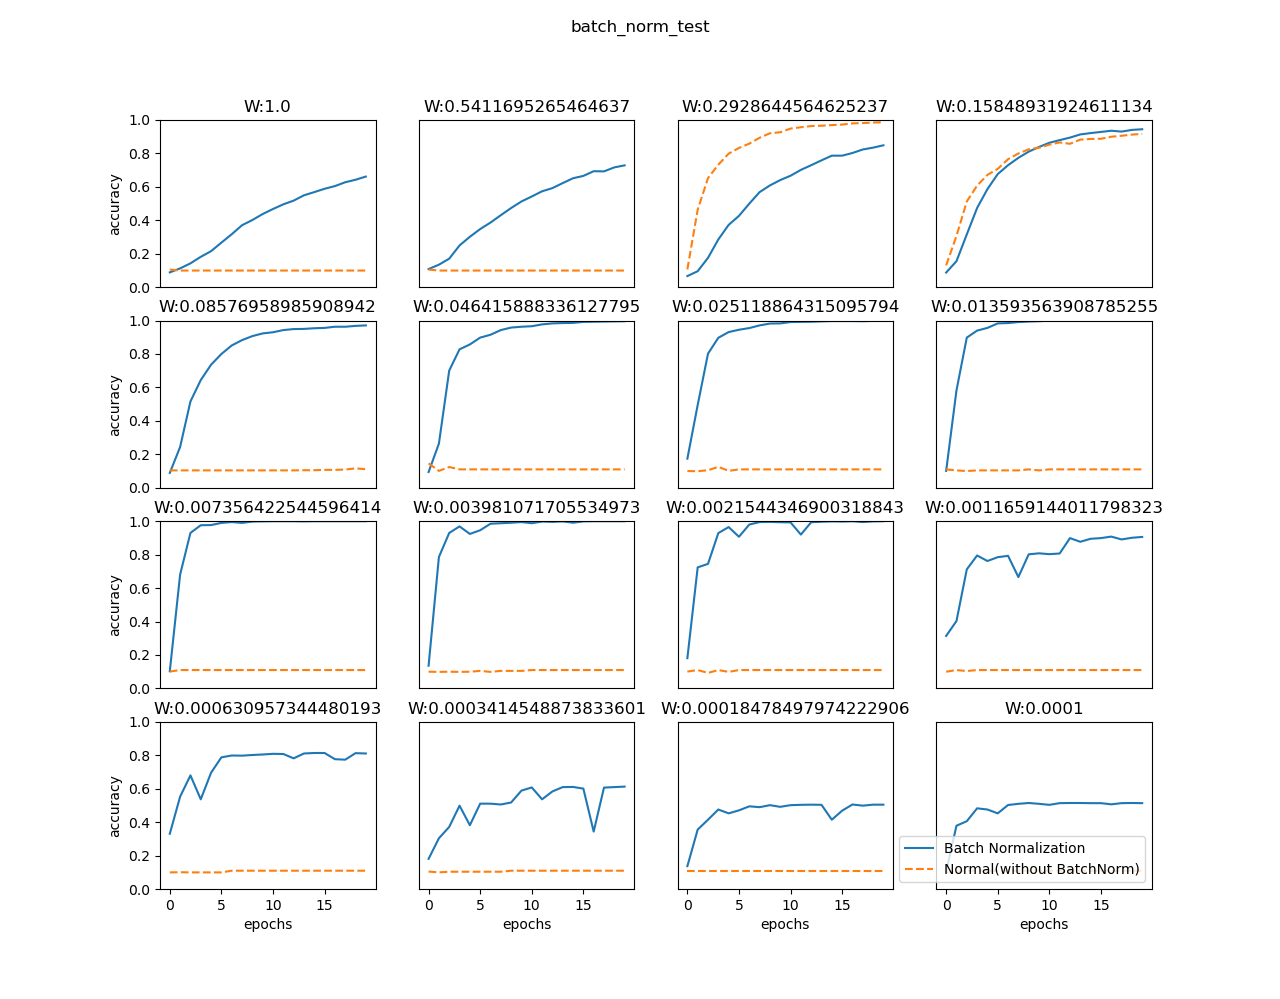 batch_norm_test
W:1.0
W:0.5411695265464637
W:0.2928644564625237
W:0.15848931924611134
1.0
0.8
0.6
0.4
0.2
0.0
accuracy
W:0.08576958985908942
W:0.046415888336127795
W:0.025118864315095794
W:0.013593563908785255
1.0
0.8
0.6
0.4
0.2
0.0
accuracy
W:0.007356422544596414
W:0.003981071705534973
W:0.0021544346900318843
W:0.0011659144011798323
1.0
0.8
0.6
0.4
0.2
0.0
accuracy
W:0.000630957344480193
W:0.0003414548873833601
W:0.00018478497974222906
W:0.0001
1.0
0.8
0.6
0.4
0.2
0.0
accuracy
Batch Normalization
Normal(without BatchNorm)
0 5 10 15
0 5 10 15
0 5 10 15
0 5 10 15
epochs
epochs
epochs
epochs